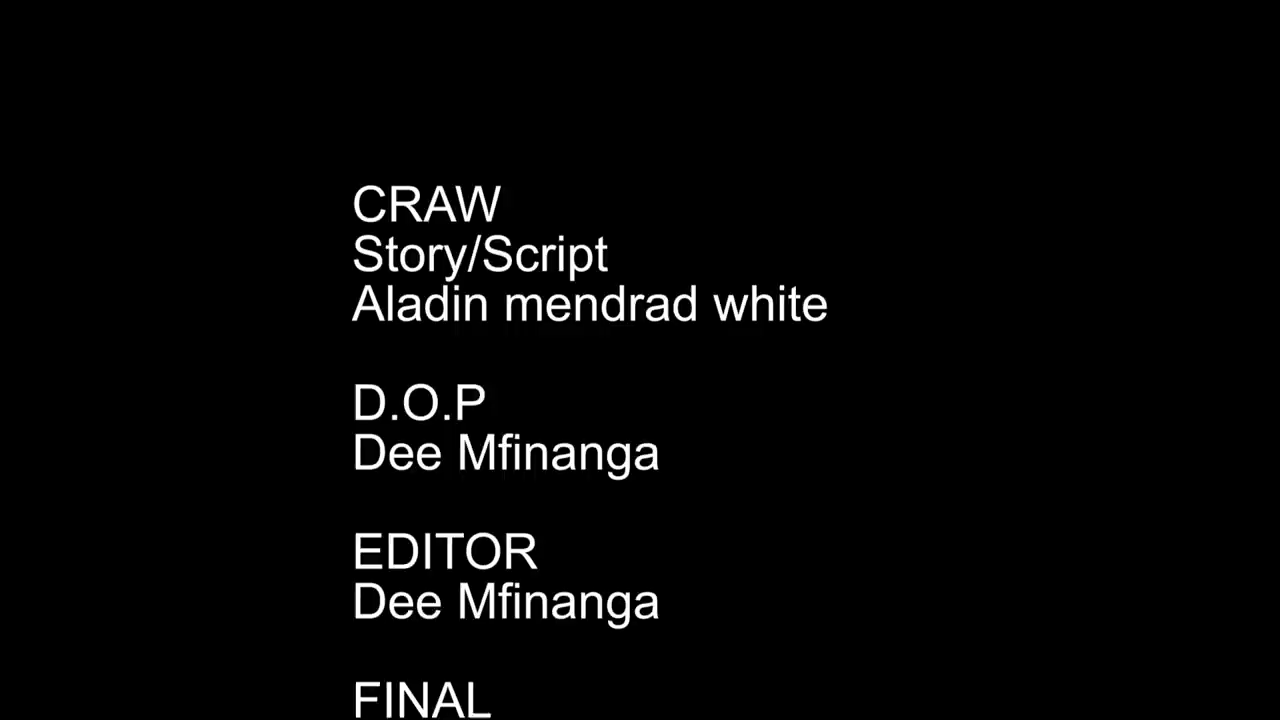 CRAW
Story/Script
Aladin mendrad white
D.O.P
Dee Mfinanga
EDITOR
Dee Mfinanga
FINAL